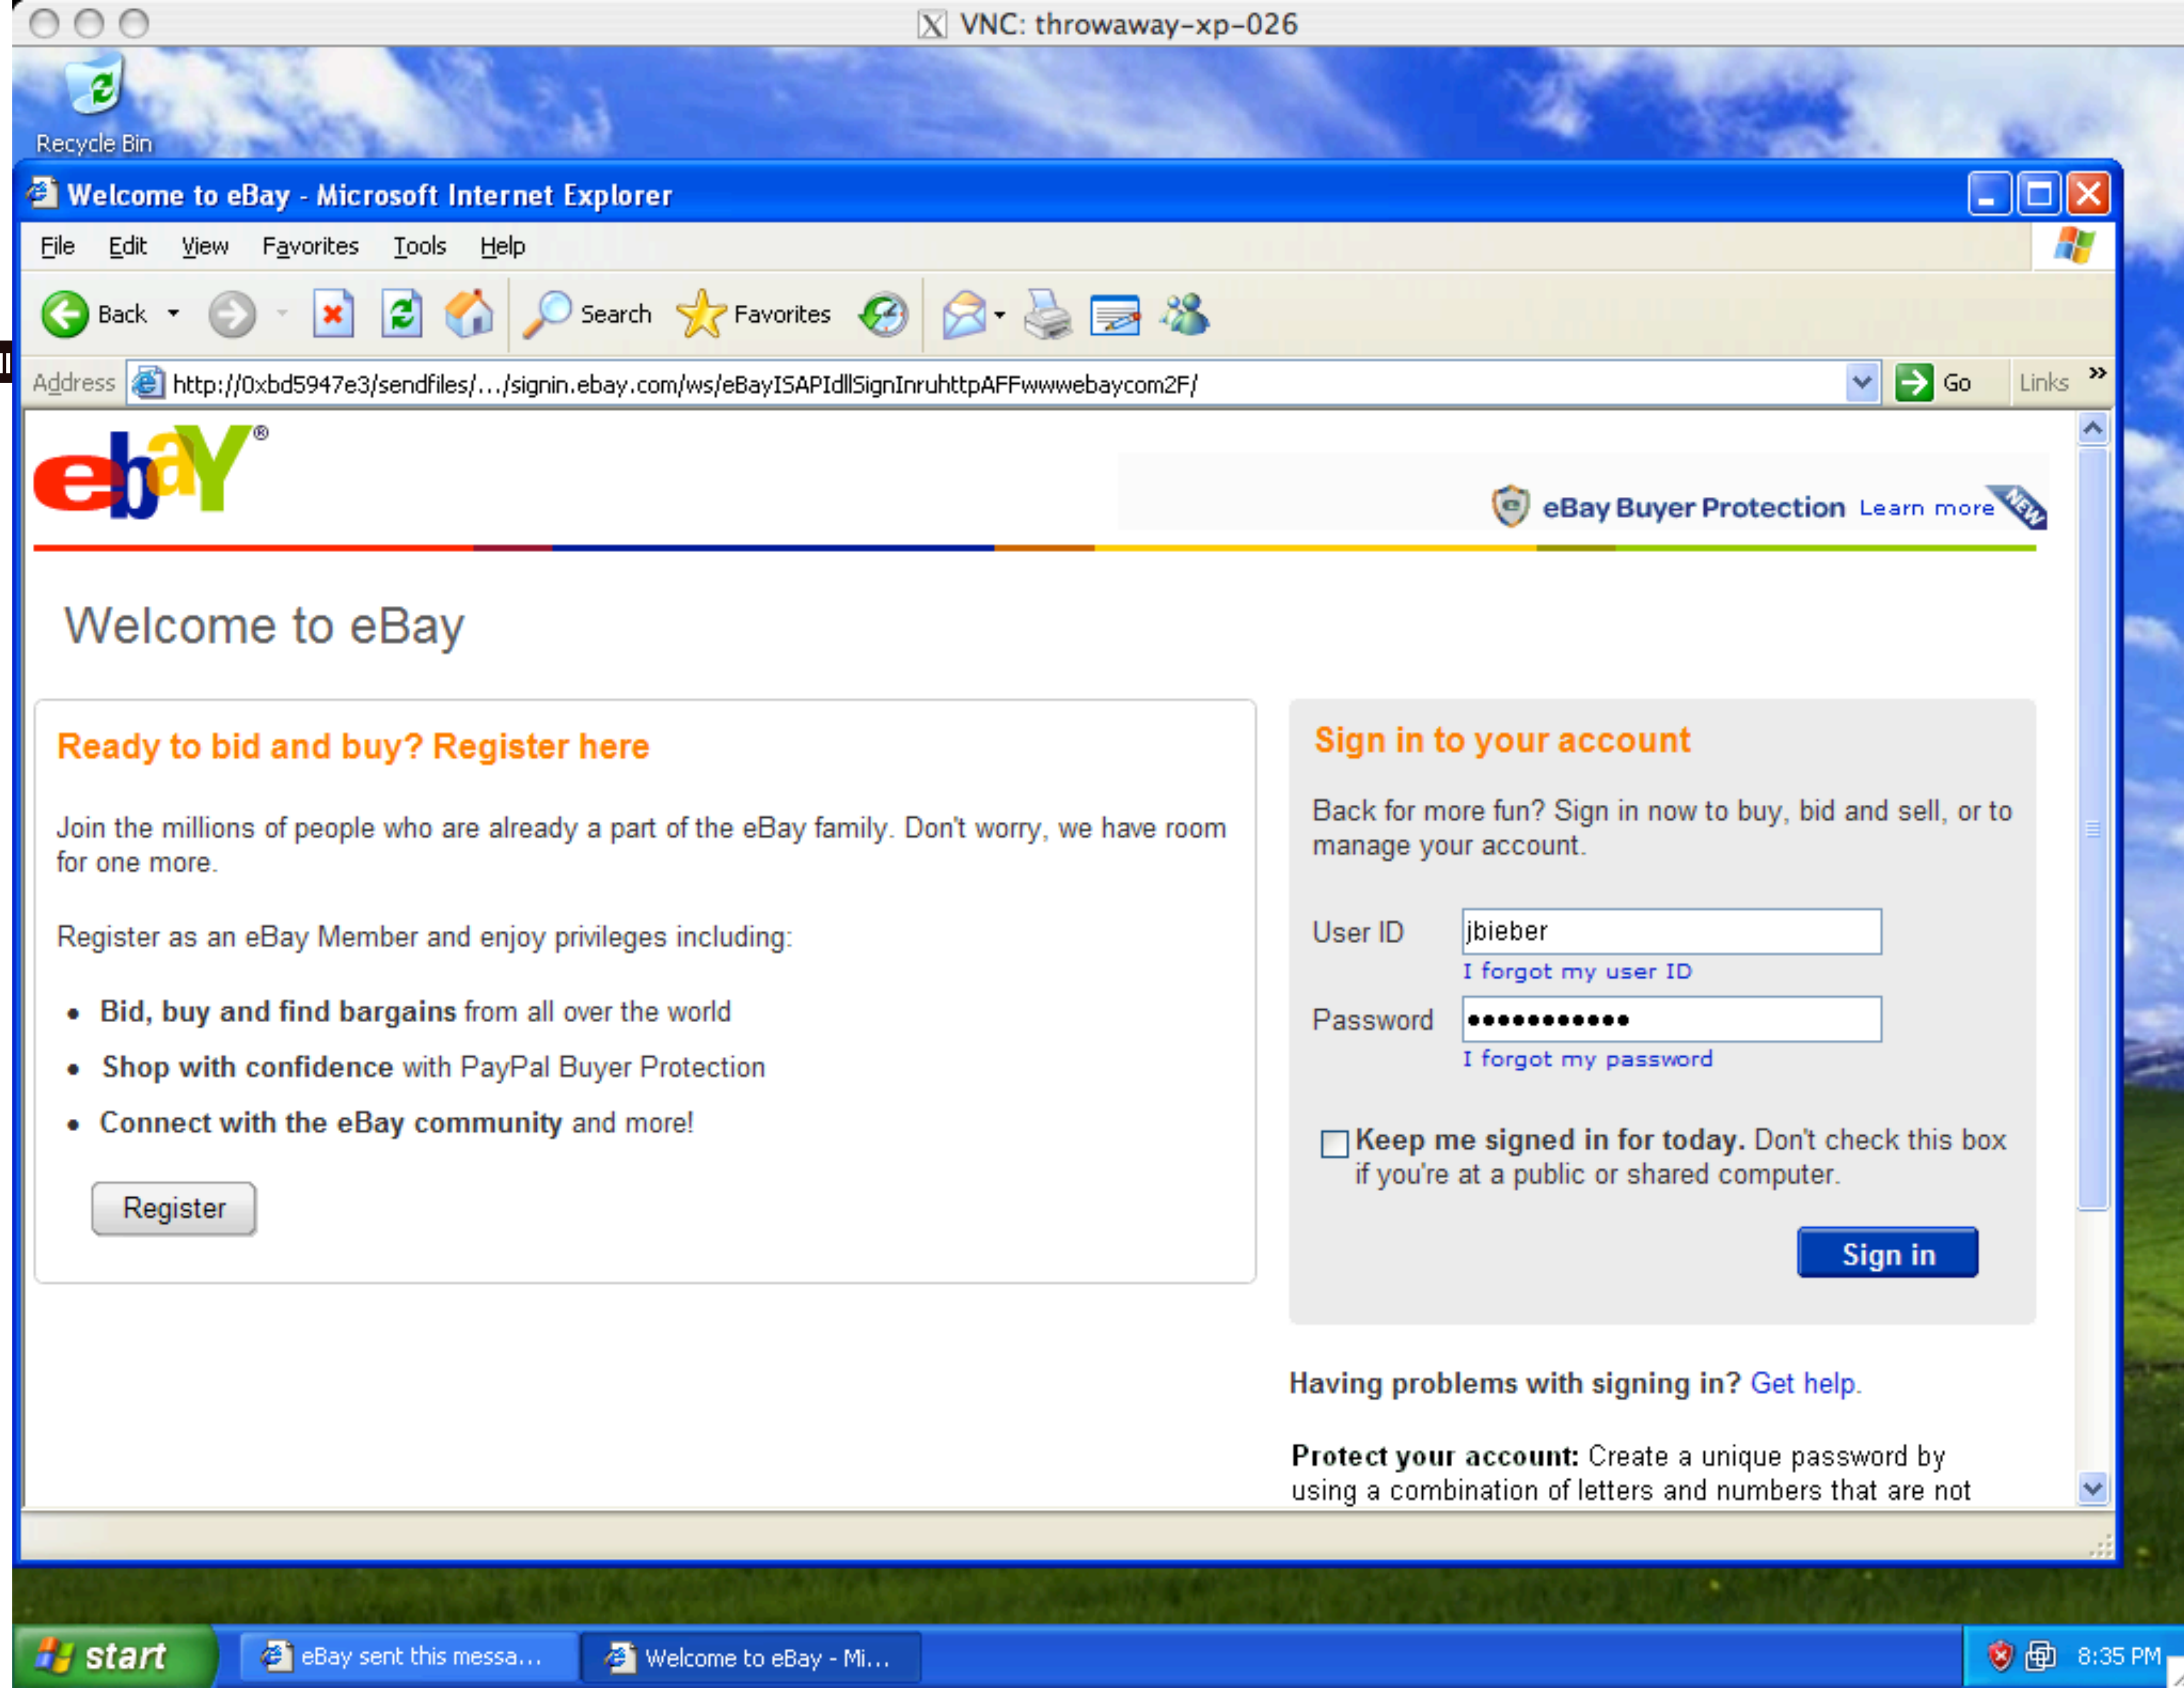 VNC: throwaway-xp-026
Recycle Bin
Welcome to eBay - Microsoft Internet Explorer
File Edit View Favorites Tools Help
Back Search Favorites
Address http://0xbd5947e3/sendfiles/.../signin.ebay.com/ws/eBayISAPIdllSignInruhttpAFFwwwebaycom2F/ Go Links »
ebaY®
eBay Buyer Protection Learn more NEW
Welcome to eBay
Ready to bid and buy? Register here
Join the millions of people who are already a part of the eBay family. Don't worry, we have room
for one more.
Register as an eBay Member and enjoy privileges including:
• Bid, buy and find bargains from all over the world
• Shop with confidence with PayPal Buyer Protection
• Connect with the eBay community and more!
Register
Sign in to your account
Back for more fun? Sign in now to buy, bid and sell, or to
manage your account.
User ID jbieber
I forgot my user ID
Password •••••••••••
I forgot my password
Keep me signed in for today. Don't check this box
if you're at a public or shared computer.
Sign in
Having problems with signing in? Get help.
Protect your account: Create a unique password by
using a combination of letters and numbers that are not
start eBay sent this messa... Welcome to eBay - Mi... 8:35 PM